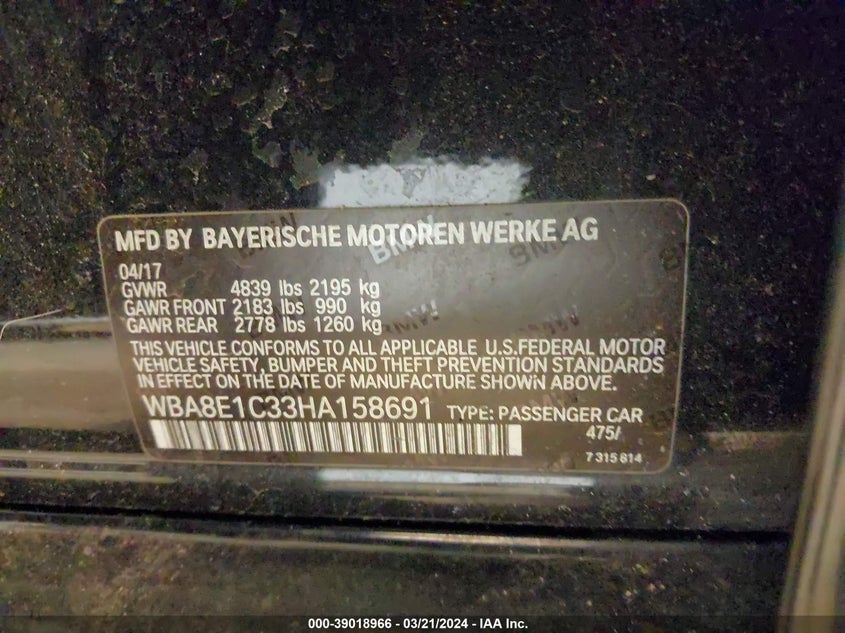 MFD BY BAYERISCHE MOTOREN WERKE AG
04/17
GVWR 4839 lbs 2195 kg
GAWR FRONT 2183 lbs 990 kg
GAWR REAR 2778 lbs 1260 kg
THIS VEHICLE CONFORMS TO ALL APPLICABLE U.S.FEDERAL MOTOR
VEHICLE SAFETY, BUMPER AND THEFT PREVENTION STANDARDS
IN EFFECT ON THE DATE OF MANUFACTURE SHOWN ABOVE.
WBA8E1C33HA158691 TYPE: PASSENGER CAR
475/
7 315 814
000-39018966 - 03/21/2024 - IAA Inc.